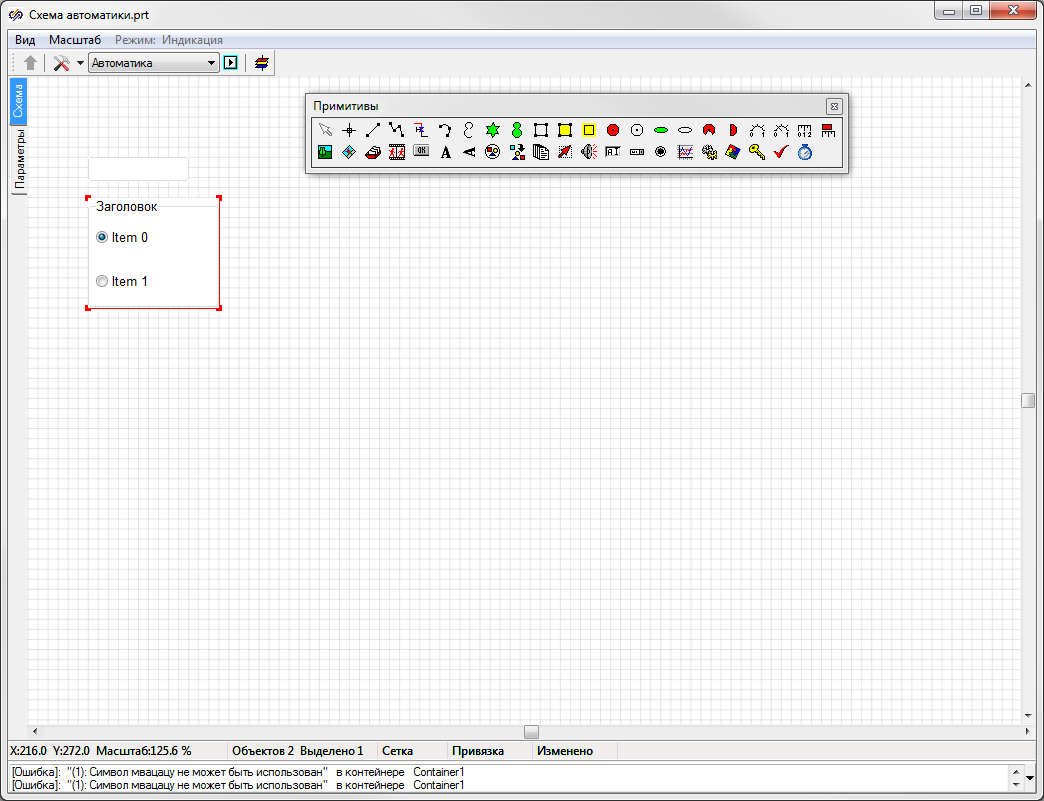 Схема автоматики.prt
Вид Масштаб Режим: Индикация
Автоматика
Схема
Параметры
Примитивы
Заголовок
Item 0
Item 1
X:216.0 Y:272.0 Масштаб:125.6 % Объектов 2 Выделено 1 Сетка Привязка Изменено
[Ошибка]: "(1): Символ мвацацу не может быть использован" в контейнере Container1
[Ошибка]: "(1): Символ мвацацу не может быть использован" в контейнере Container1